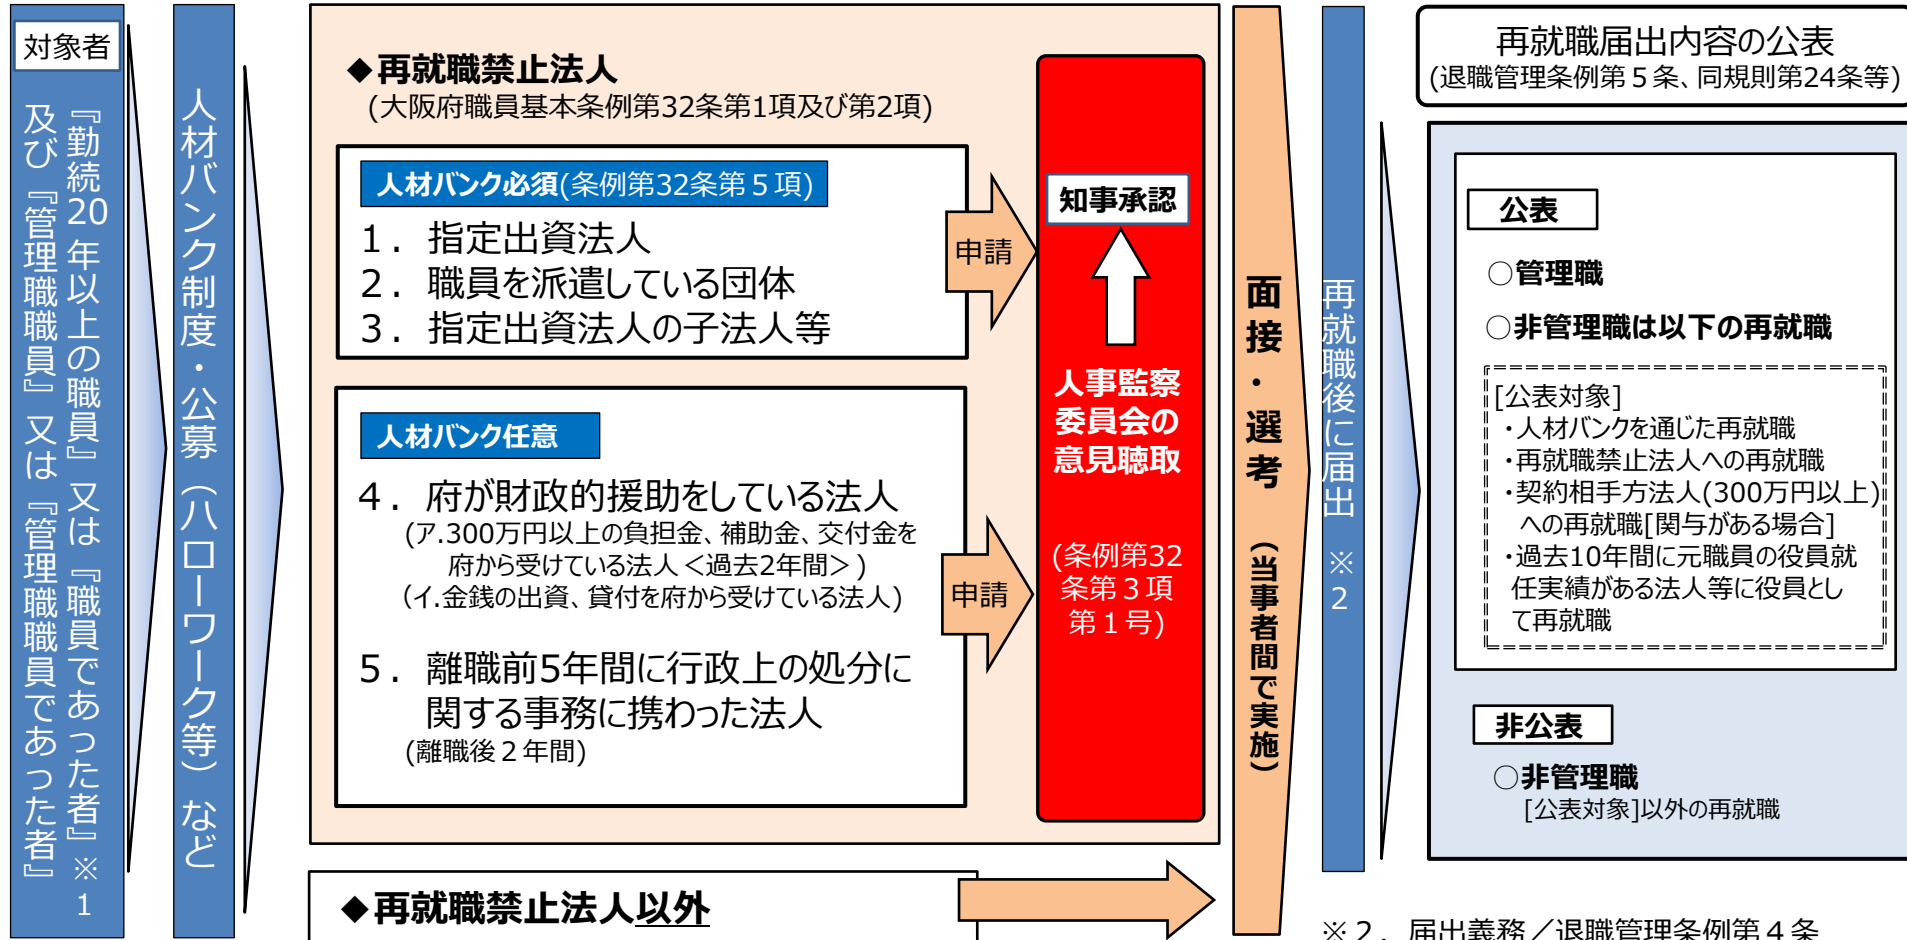 対象者
『勤続20年以上の職員』又は『職員であった者』※1
及び『管理職職員』又は『管理職職員であった者』
人材バンク制度・公募（ハローワーク等）など
◆再就職禁止法人
(大阪府職員基本条例第32条第1項及び第2項)
人材バンク必須(条例第32条第５項)
１．指定出資法人
２．職員を派遣している団体
３．指定出資法人の子法人等
申請
人材バンク任意
４．府が財政的援助をしている法人
(ア.300万円以上の負担金、補助金、交付金を
府から受けている法人＜過去2年間＞)
(イ.金銭の出資、貸付を府から受けている法人)
５．離職前5年間に行政上の処分に
関する事務に携わった法人
(離職後２年間)
申請
知事承認
人事監察
委員会の
意見聴取
(条例第32
条第３項
第１号)
◆再就職禁止法人以外
面接・選考（当事者間で実施）
再就職後に届出　※2
再就職届出内容の公表
(退職管理条例第５条、同規則第24条等)
公表
○管理職
○非管理職は以下の再就職
[公表対象]
・人材バンクを通じた再就職
・再就職禁止法人への再就職
・契約相手方法人(300万円以上)
への再就職[関与がある場合]
・過去10年間に元職員の役員就
任実績がある法人等に役員とし
て再就職
非公表
○非管理職
[公表対象]以外の再就職
※２．届出義務／退職管理条例第４条